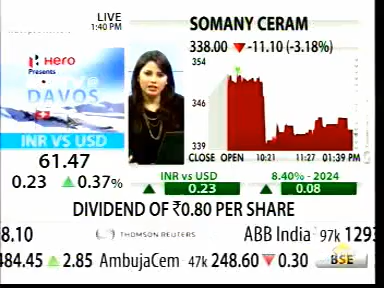 LIVE
1:40 PM
SOMANY CERAM
338.00 ▼ -11.10 (-3.18%)
Hero
Presents
DAVOS
354
346
339
INR VS USD
61.47
0.23 ▲ 0.37%
CLOSE OPEN 10:21 11:27 01:39 PM
INR vs USD
▲ 0.23
8.40% - 2024
▲ 0.08
DIVIDEND OF ₹0.80 PER SHARE
8.10 THOMSON REUTERS ABB India 97k 1293
484.45 ▲ 2.85 AmbujaCem 47k 248.60 ▼ 0.30 BSE